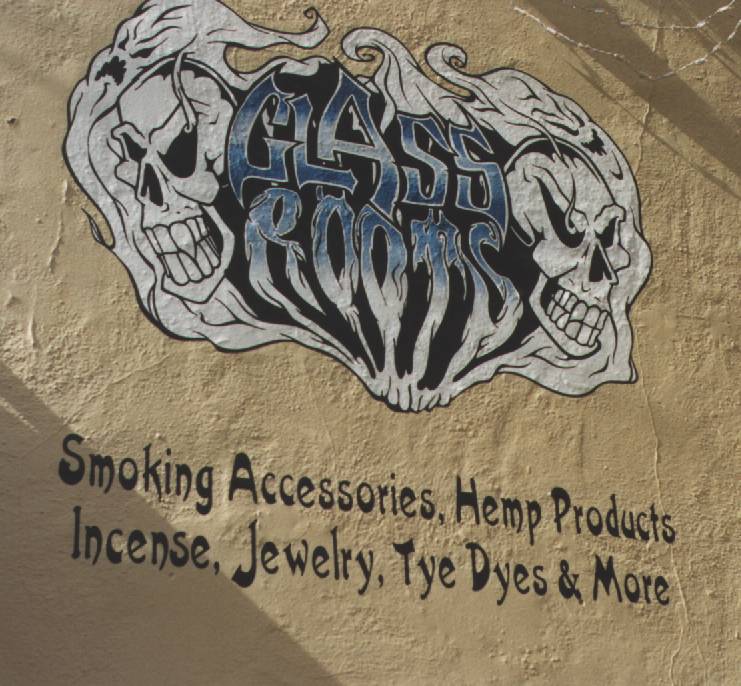 GLASS
ROOTS
Smoking Accessories, Hemp Products
Incense, Jewelry, Tye Dyes & More